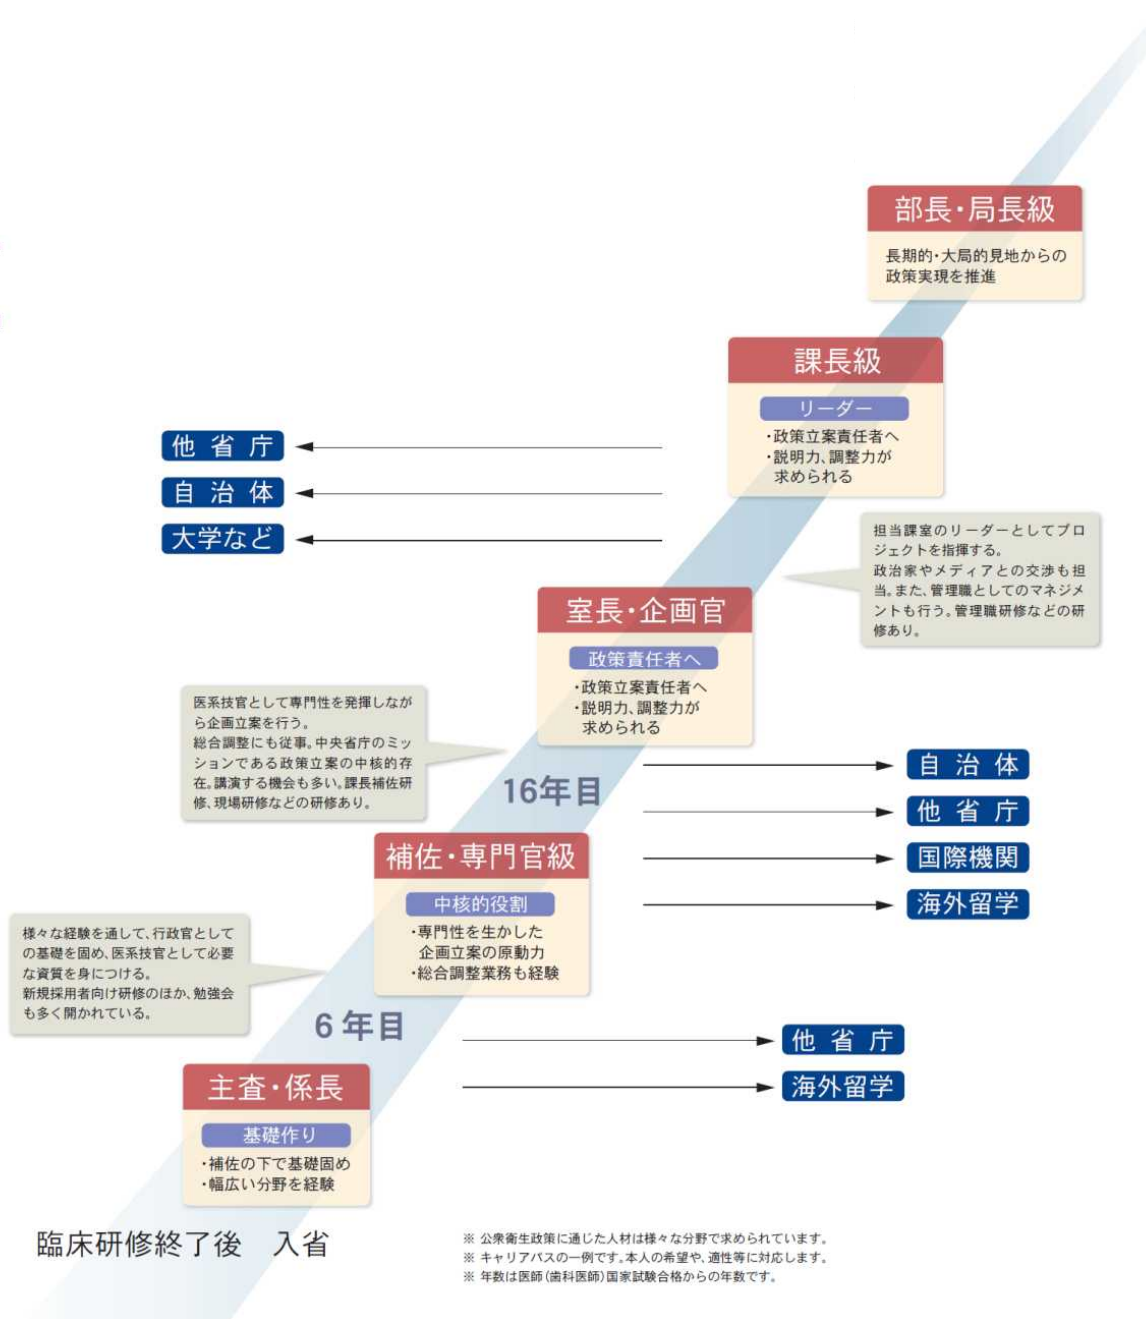 部長・局長級
長期的・大局的見地からの
政策実現を推進
課長級
リーダー
・政策立案責任者へ
・説明力、調整力が
求められる
他省庁
自治体
大学など
担当課室のリーダーとしてプロ
ジェクトを指揮する。
政治家やメディアとの交渉も担
当。また、管理職としてのマネジメ
ントも行う。管理職研修などの研
修あり。
室長・企画官
政策責任者へ
・政策立案責任者へ
・説明力、調整力が
求められる
医系技官として専門性を発揮しなが
ら企画立案を行う。
総合調整にも従事。中央省庁のミッ
ションである政策立案の中核的存
在。講演する機会も多い。課長補佐研
修、現場研修などの研修あり。
16年目
自治体
他省庁
国際機関
海外留学
補佐・専門官級
中核的役割
・専門性を生かした
企画立案の原動力
・総合調整業務も経験
様々な経験を通して、行政官として
の基礎を固め、医系技官として必要
な資質を身につける。
新規採用者向け研修のほか、勉強会
も多く開かれている。
6年目
他省庁
海外留学
主査・係長
基礎作り
・補佐の下で基礎固め
・幅広い分野を経験
臨床研修終了後　入省
※ 公衆衛生政策に通じた人材は様々な分野で求められています。
※ キャリアパスの一例です。本人の希望や、適性等に対応します。
※ 年数は医師（歯科医師）国家試験合格からの年数です。